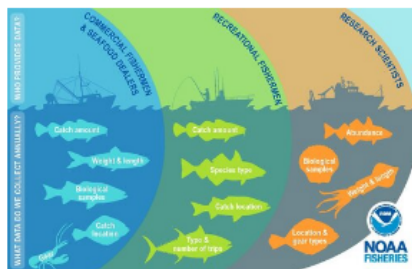 WHO PROVIDES DATA?
COMMERCIAL FISHERMEN
& SEAFOOD DEALERS
RECREATIONAL FISHERMEN
RESEARCH SCIENTISTS
WHAT DATA DO WE COLLECT ANNUALLY?
Catch amount
Weight & length
Biological
samples
Catch
location
Gear
Catch amount
Species type
Catch location
Type &
number of trips
Abundance
Biological
samples
Weight & length
Location &
gear types
NOAA
FISHERIES